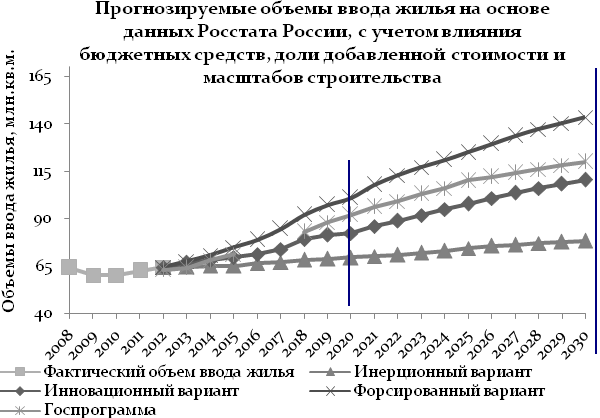 Прогнозируемые объемы ввода жилья на основе
данных Росстата России, с учетом влияния
бюджетных средств, доли добавленной стоимости и
масштабов строительства
Объемы ввода жилья, млн.кв.м.
165
140
115
90
65
40
2008
2009
2010
2011
2012
2013
2014
2015
2016
2017
2018
2019
2020
2021
2022
2023
2024
2025
2026
2027
2028
2029
2030
Фактический объем ввода жилья
Инерционный вариант
Инновационный вариант
Форсированный вариант
Госпрограмма